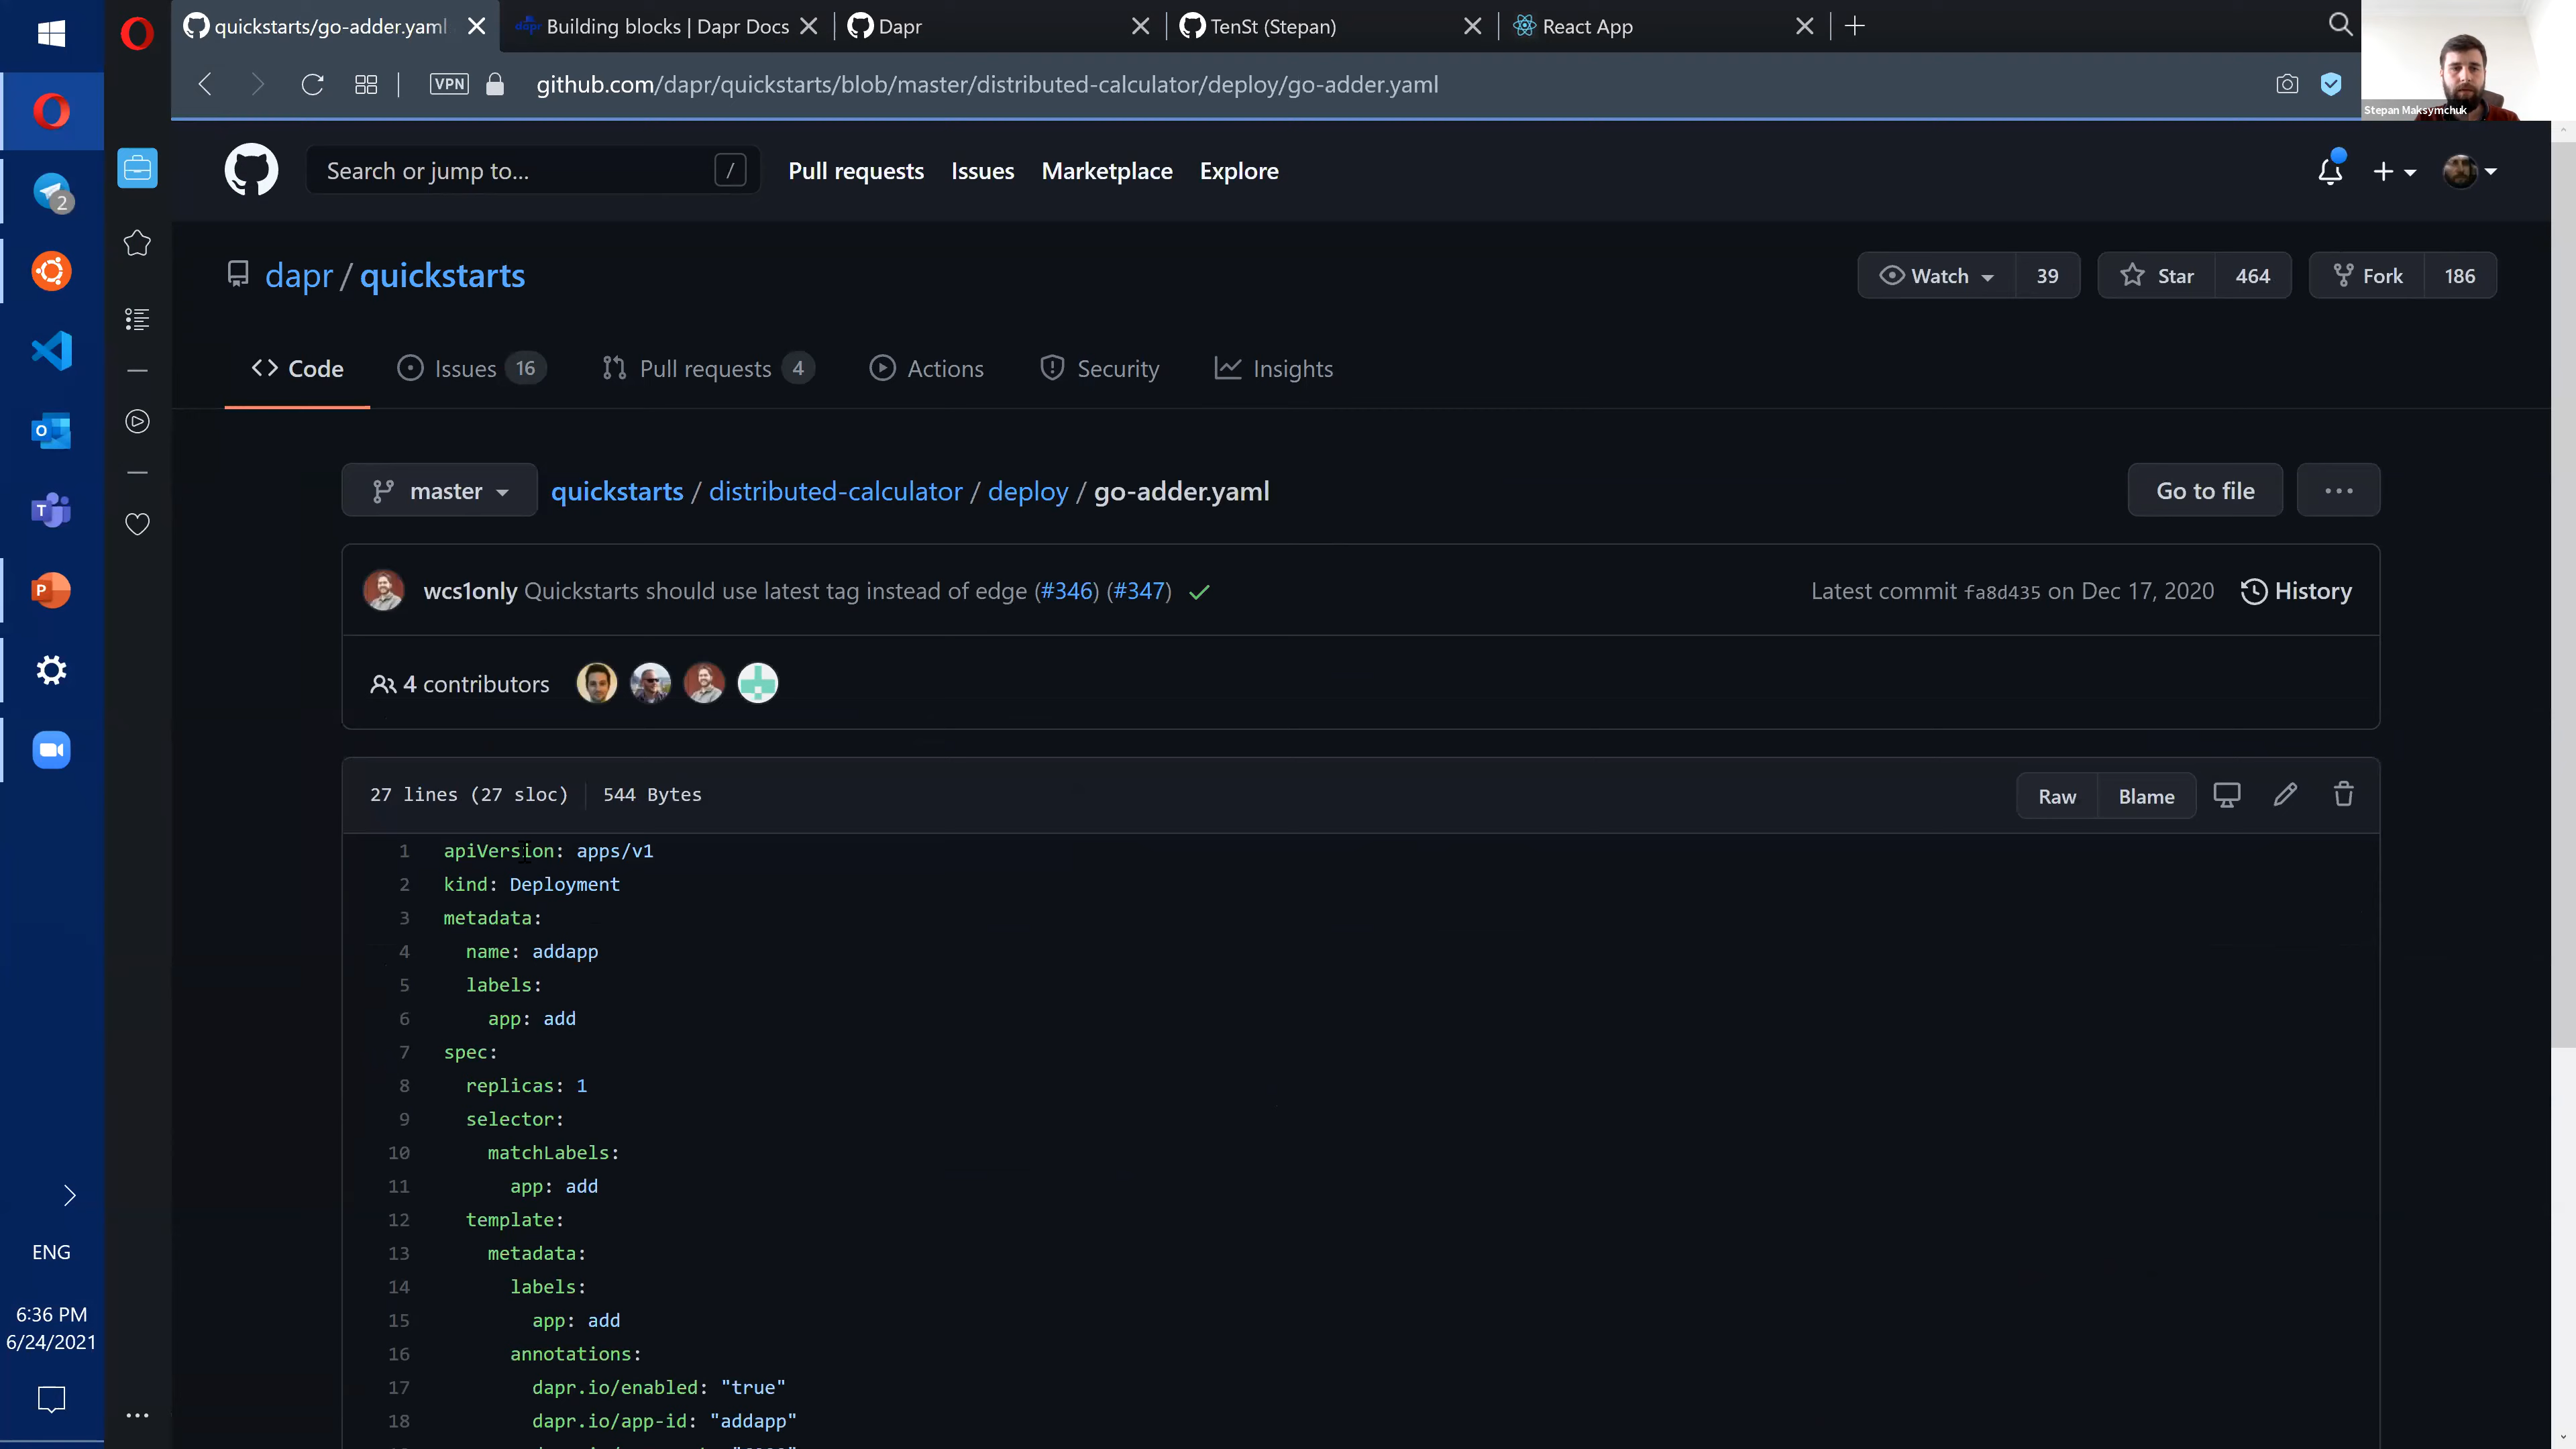 quickstarts/go-adder.yaml
Building blocks | Dapr Docs
Dapr
TenSt (Stepan)
React App
VPN
github.com/dapr/quickstarts/blob/master/distributed-calculator/deploy/go-adder.yaml
Stepan Maksymchuk
Search or jump to...
/
Pull requests
Issues
Marketplace
Explore
2
dapr / quickstarts
Watch 39
Star 464
Fork 186
Code
Issues 16
Pull requests 4
Actions
Security
Insights
master
quickstarts / distributed-calculator / deploy / go-adder.yaml
Go to file
wcs1only Quickstarts should use latest tag instead of edge (#346) (#347)
Latest commit fa8d435 on Dec 17, 2020
History
4 contributors
27 lines (27 sloc) | 544 Bytes
Raw
Blame
1 apiVersion: apps/v1
2 kind: Deployment
3 metadata:
4 name: addapp
5 labels:
6 app: add
7 spec:
8 replicas: 1
9 selector:
10 matchLabels:
11 app: add
12 template:
13 metadata:
14 labels:
15 app: add
16 annotations:
17 dapr.io/enabled: "true"
18 dapr.io/app-id: "addapp"
ENG
6:36 PM
6/24/2021